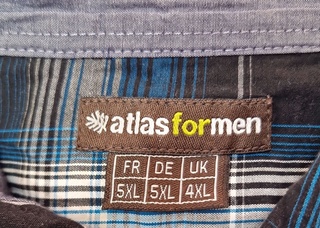 atlasformen
FR DE UK
5XL 5XL 4XL